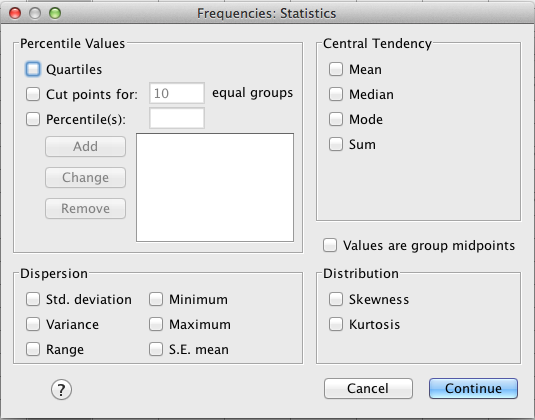 Frequencies: Statistics
Percentile Values
Quartiles
Cut points for: 10 equal groups
Percentile(s):
Add
Change
Remove
Central Tendency
Mean
Median
Mode
Sum
Values are group midpoints
Dispersion
Std. deviation Minimum
Variance Maximum
Range S.E. mean
Distribution
Skewness
Kurtosis
? Cancel Continue